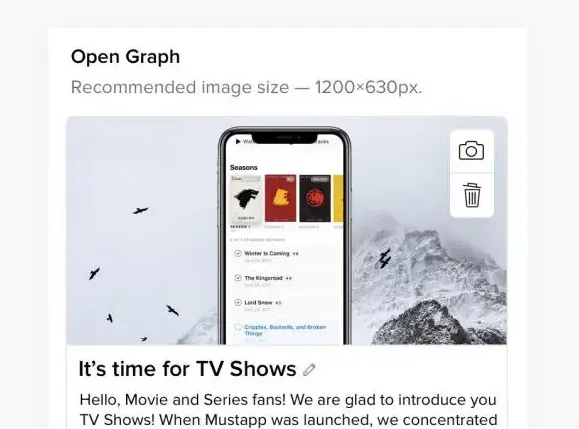 Open Graph
Recommended image size — 1200×630px.
Seasons
SEASON 1
Winter Is Coming
The Kingsroad
Lord Snow
Cripples, Bastards, and Broken
Things
It’s time for TV Shows
Hello, Movie and Series fans! We are glad to introduce you
TV Shows! When Mustapp was launched, we concentrated